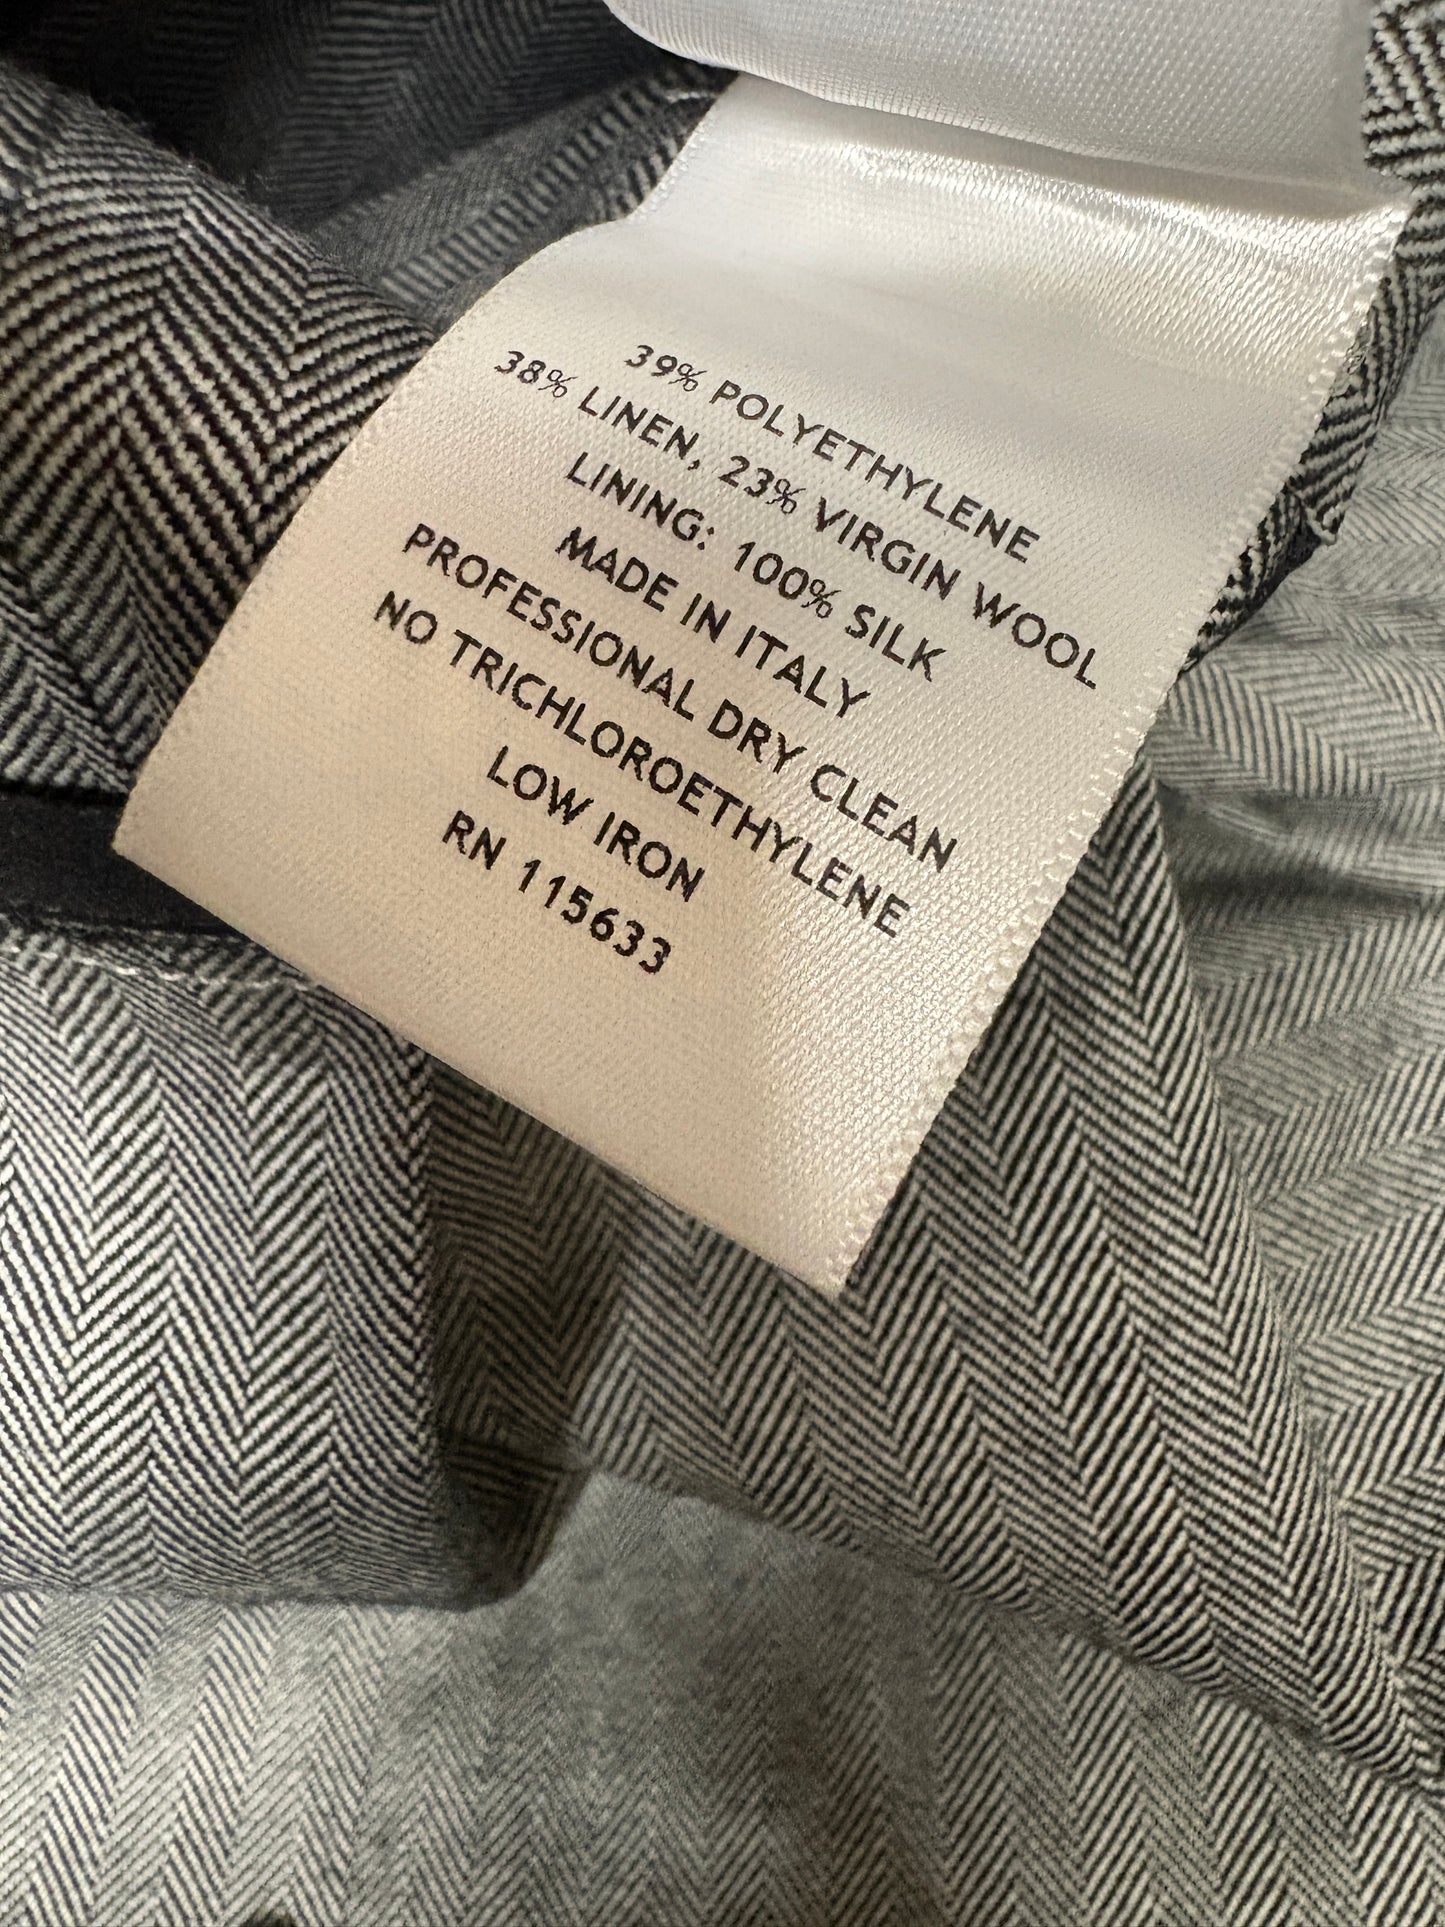 39% POLYETHYLENE
38% LINEN, 23% VIRGIN WOOL
LINING: 100% SILK
MADE IN ITALY
PROFESSIONAL DRY CLEAN
NO TRICHLOROETHYLENE
LOW IRON
RN 115633